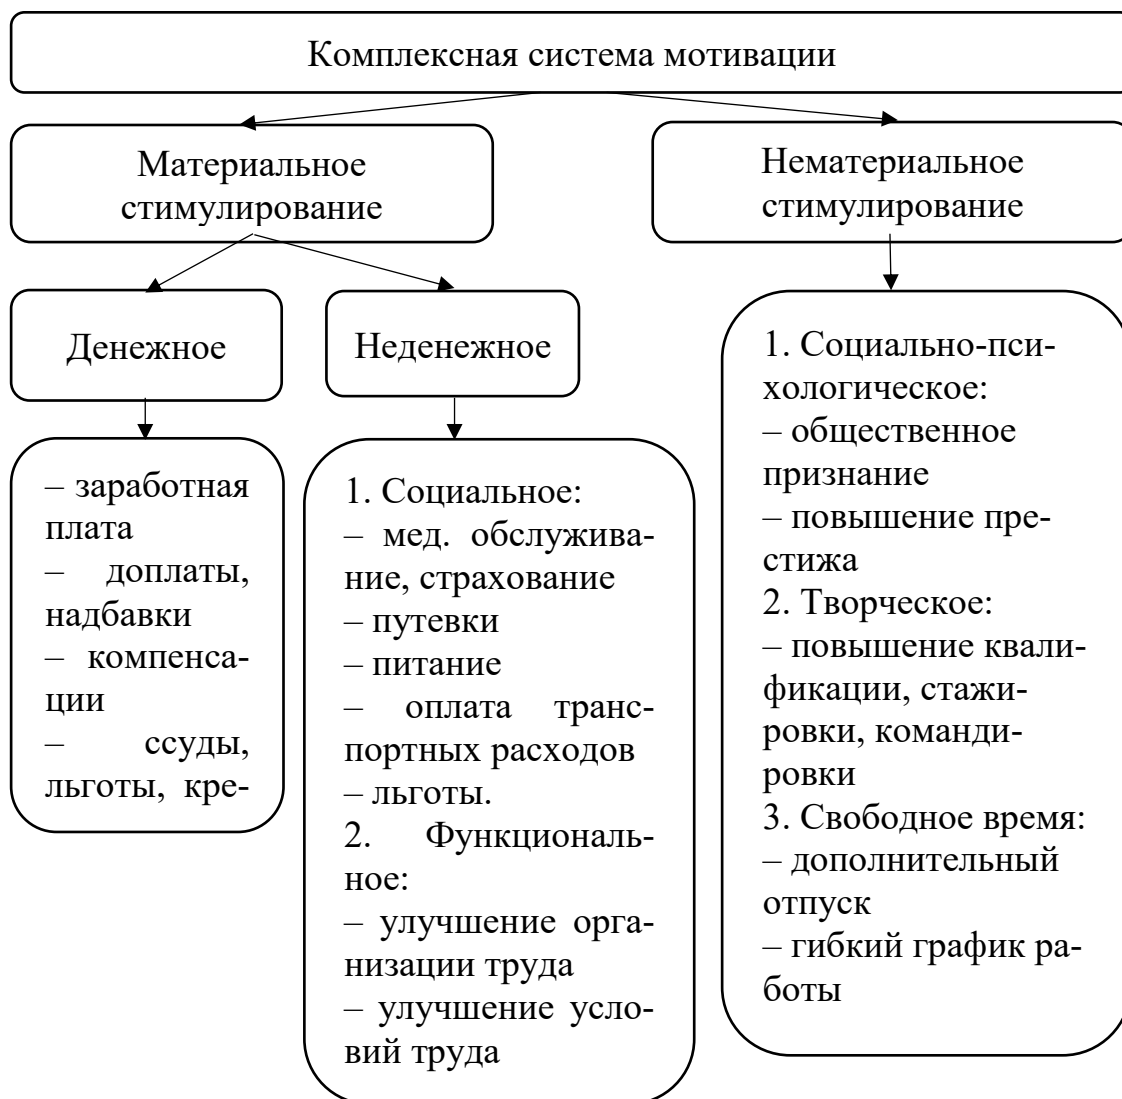 Комплексная система мотивации
Материальное
стимулирование
Нематериальное
стимулирование
Денежное
Неденежное
– заработная
плата
– доплаты,
надбавки
– компенса-
ции
– ссуды,
льготы, кре-
1. Социальное:
– мед. обслужива-
ние, страхование
– путевки
– питание
– оплата транс-
портных расходов
– льготы.
2. Функциональ-
ное:
– улучшение орга-
низации труда
– улучшение усло-
вий труда
1. Социально-пси-
хологическое:
– общественное
признание
– повышение пре-
стижа
2. Творческое:
– повышение квали-
фикации, стажи-
ровки, команди-
ровки
3. Свободное время:
– дополнительный
отпуск
– гибкий график ра-
боты